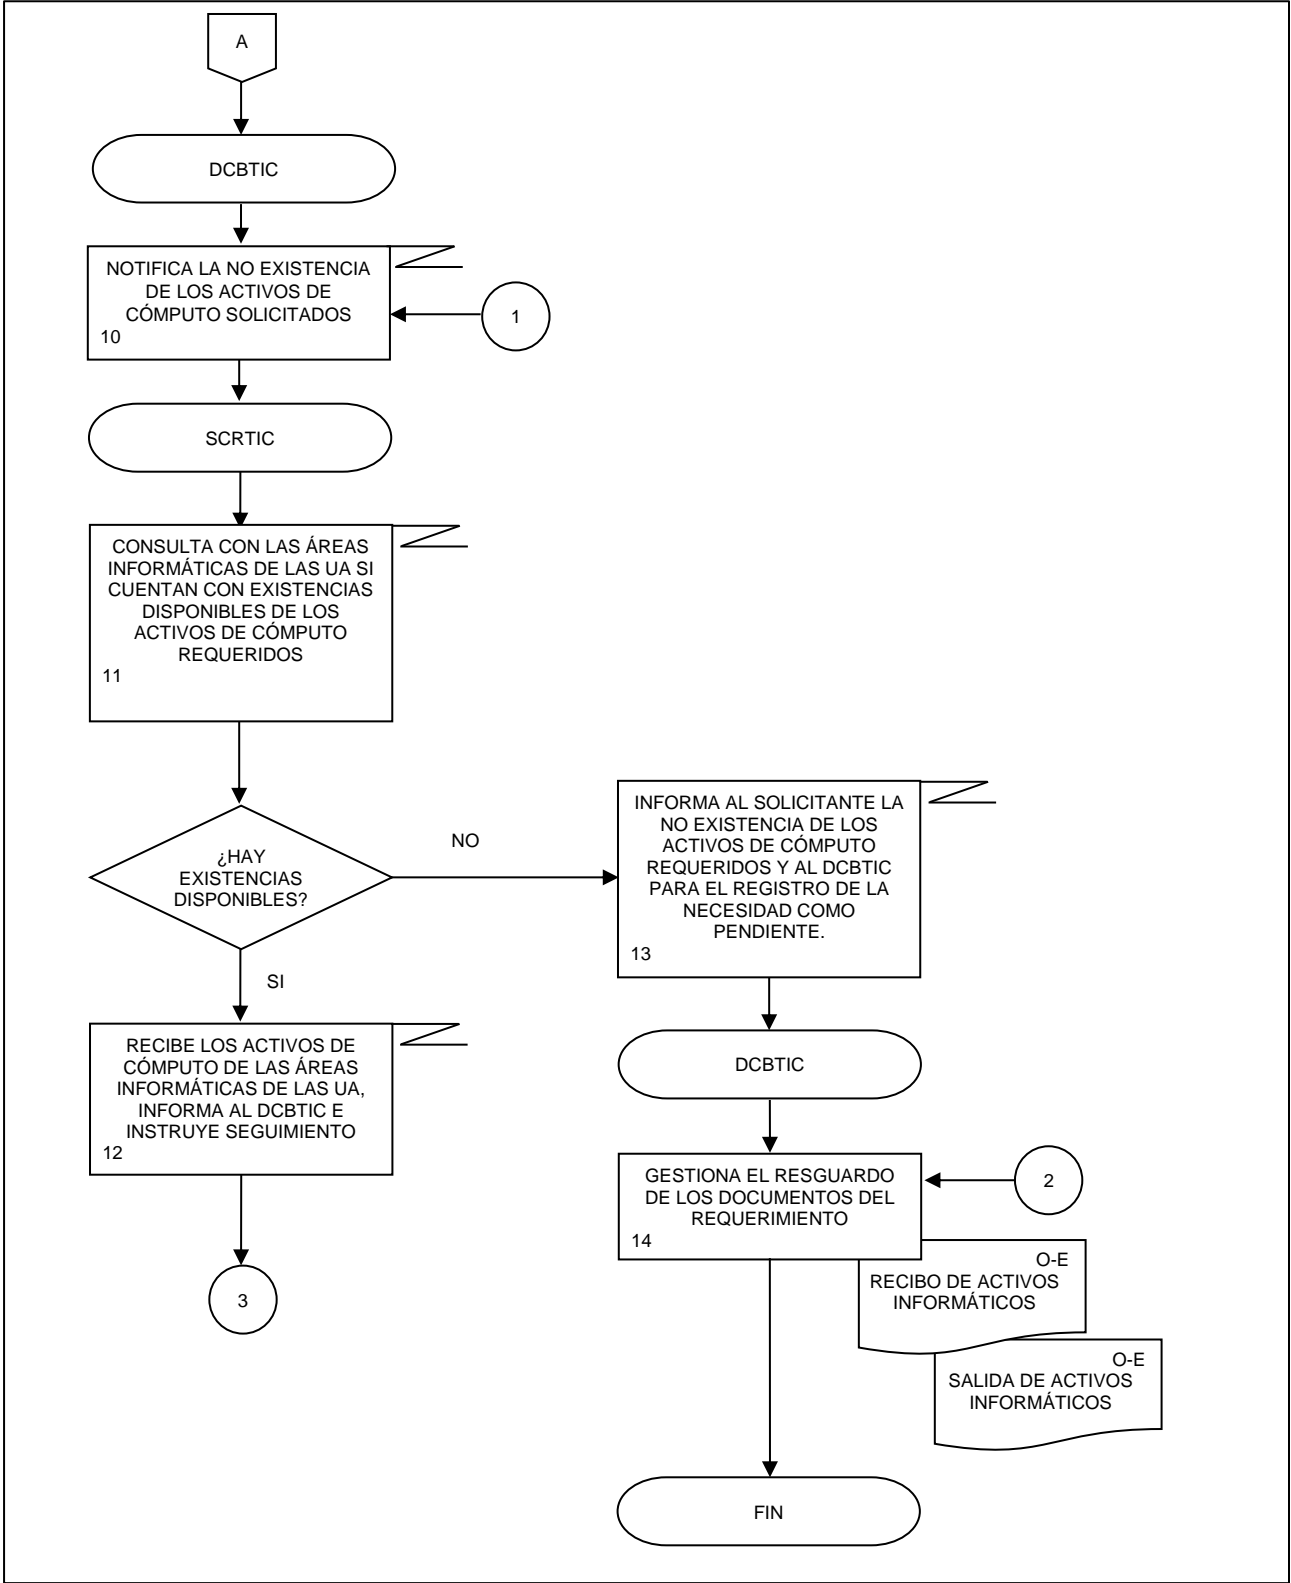 A
DCBTIC
NOTIFICA LA NO EXISTENCIA
DE LOS ACTIVOS DE
CÓMPUTO SOLICITADOS
10
1
SCRTIC
CONSULTA CON LAS ÁREAS
INFORMÁTICAS DE LAS UA SI
CUENTAN CON EXISTENCIAS
DISPONIBLES DE LOS
ACTIVOS DE CÓMPUTO
REQUERIDOS
11
¿HAY
EXISTENCIAS
DISPONIBLES?
NO
SI
RECIBE LOS ACTIVOS DE
CÓMPUTO DE LAS ÁREAS
INFORMÁTICAS DE LAS UA,
INFORMA AL DCBTIC E
INSTRUYE SEGUIMIENTO
12
3
INFORMA AL SOLICITANTE LA
NO EXISTENCIA DE LOS
ACTIVOS DE CÓMPUTO
REQUERIDOS Y AL DCBTIC
PARA EL REGISTRO DE LA
NECESIDAD COMO
PENDIENTE.
13
DCBTIC
GESTIONA EL RESGUARDO
DE LOS DOCUMENTOS DEL
REQUERIMIENTO
14
2
O-E
RECIBO DE ACTIVOS
INFORMÁTICOS
O-E
SALIDA DE ACTIVOS
INFORMÁTICOS
FIN